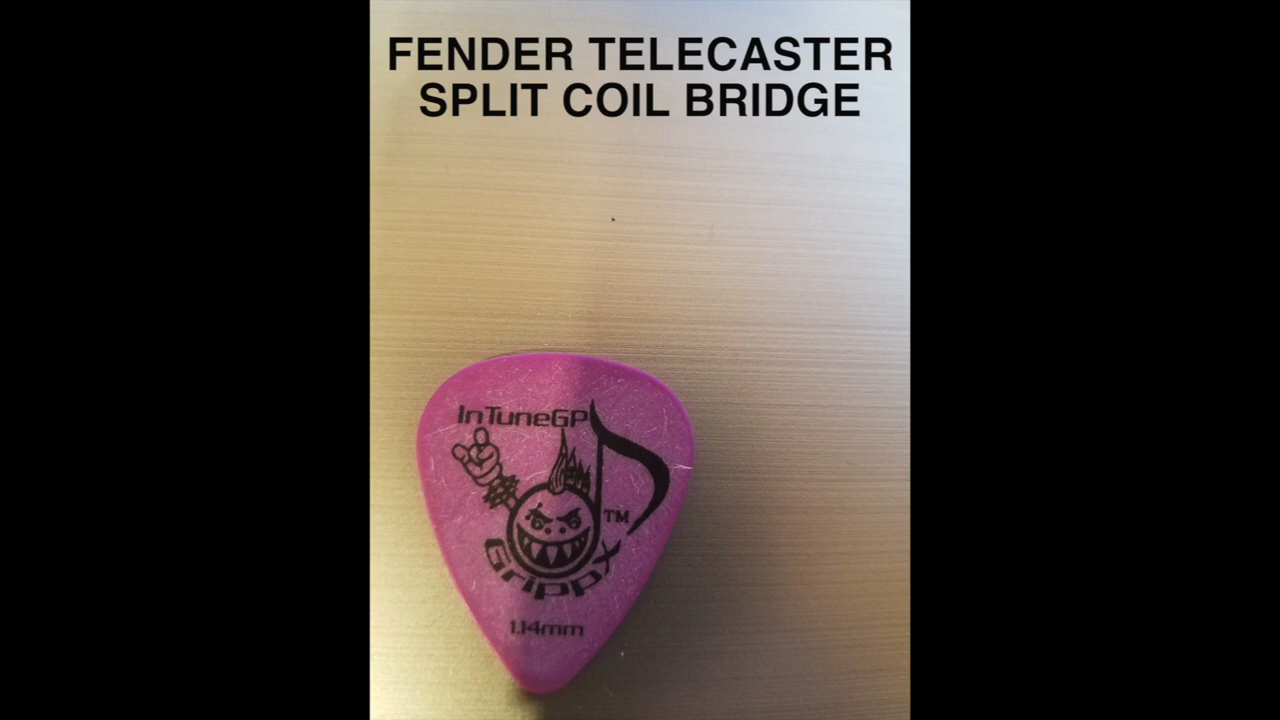 FENDER TELECASTER
SPLIT COIL BRIDGE
InTuneGP
TM
GrippX
1.14mm